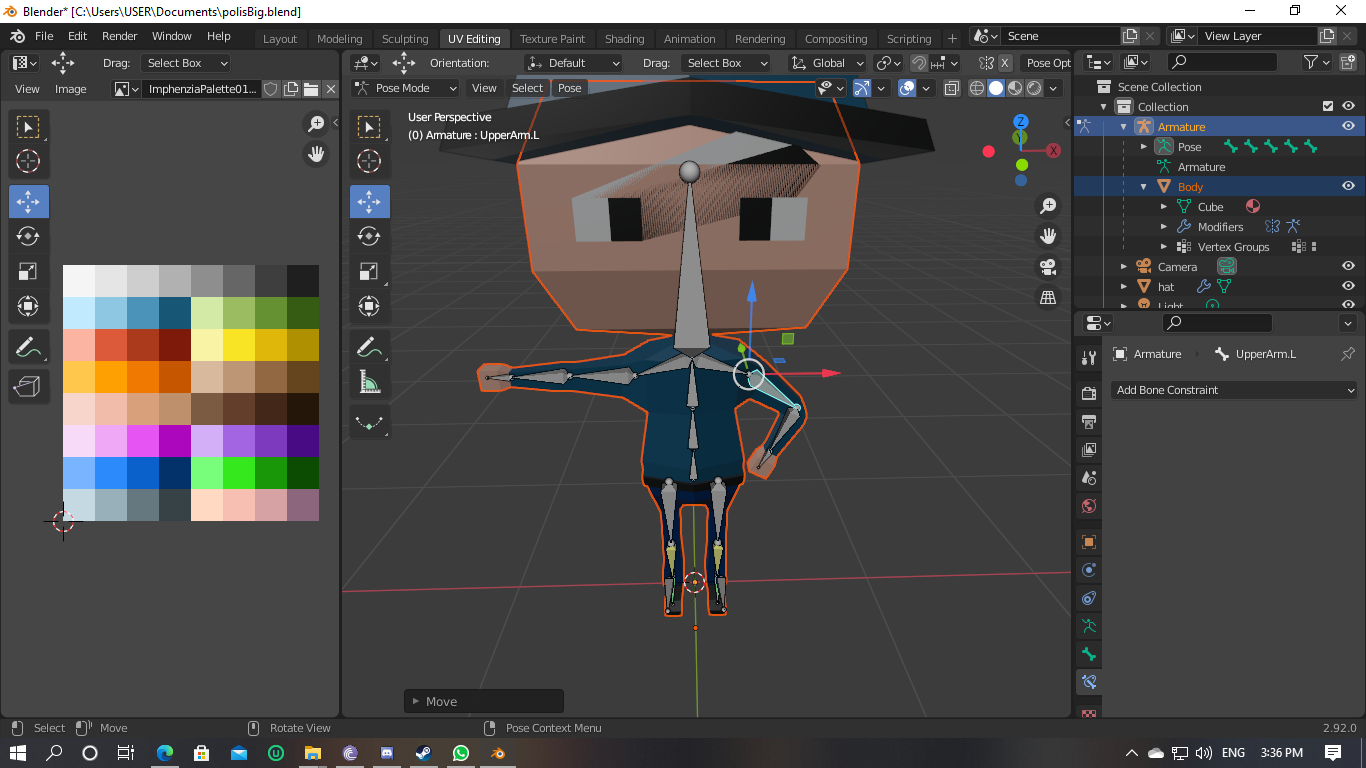 Blender* [C:\Users\USER\Documents\polisBig.blend]
File Edit Render Window Help Layout Modeling Sculpting UV Editing Texture Paint Shading Animation Rendering Compositing Scripting + Scene View Layer
Drag: Select Box Orientation: Default Drag: Select Box Global X Pose Opt
View Image ImphenziaPalette01... Pose Mode View Select Pose
User Perspective
(0) Armature : UpperArm.L
Z
Y
X
Scene Collection
Collection
Armature
Pose
Armature
Body
Cube
Modifiers
Vertex Groups
Camera
hat
Light
Armature UpperArm.L
Add Bone Constraint
Move
Select Move Rotate View Pose Context Menu 2.92.0
ENG 3:36 PM